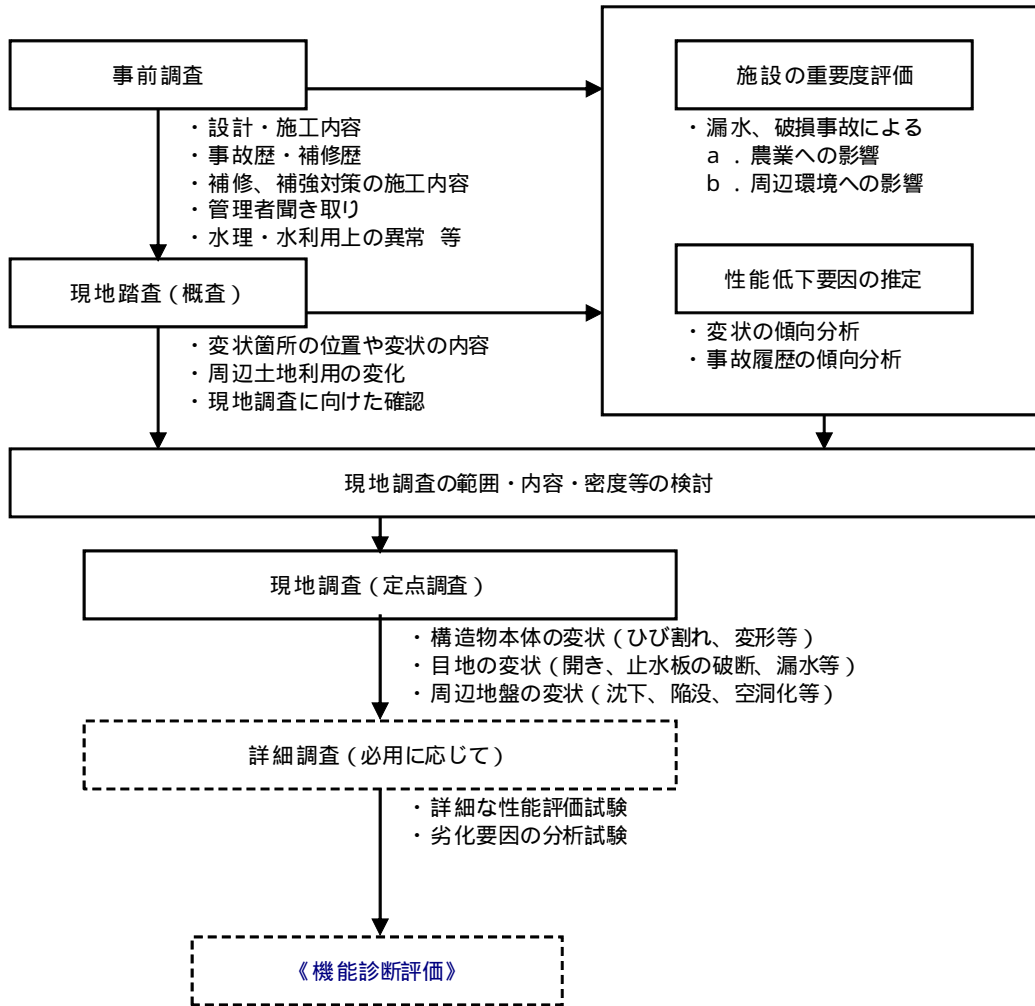 事前調査
・設計・施工内容
・事故歴・補修歴
・補修、補強対策の施工内容
・管理者聞き取り
・水理・水利用上の異常 等
施設の重要度評価
・漏水、破損事故による
a．農業への影響
b．周辺環境への影響
現地踏査(概査)
・変状箇所の位置や変状の内容
・周辺土地利用の変化
・現地調査に向けた確認
性能低下要因の推定
・変状の傾向分析
・事故履歴の傾向分析
現地調査の範囲・内容・密度等の検討
現地調査(定点調査)
・構造物本体の変状(ひび割れ、変形等)
・目地の変状(開き、止水板の破断、漏水等)
・周辺地盤の変状(沈下、陥没、空洞化等)
詳細調査(必用に応じて)
・詳細な性能評価試験
・劣化要因の分析試験
《機能診断評価》